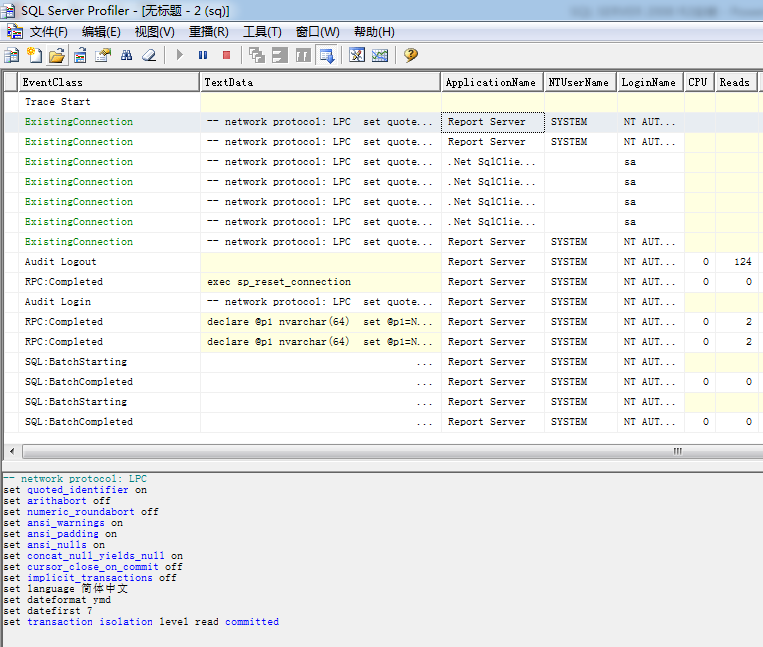 SQL Server Profiler - [无标题 - 2 (sq)]
文件(F) 编辑(E) 视图(V) 重播(R) 工具(T) 窗口(W) 帮助(H)
EventClass TextData ApplicationName NTUserName LoginName CPU Reads
Trace Start
ExistingConnection -- network protocol: LPC set quote... Report Server SYSTEM NT AUT...
ExistingConnection -- network protocol: LPC set quote... Report Server SYSTEM NT AUT...
ExistingConnection -- network protocol: LPC set quote... .Net SqlClie... sa
ExistingConnection -- network protocol: LPC set quote... .Net SqlClie... sa
ExistingConnection -- network protocol: LPC set quote... .Net SqlClie... sa
ExistingConnection -- network protocol: LPC set quote... .Net SqlClie... sa
ExistingConnection -- network protocol: LPC set quote... Report Server SYSTEM NT AUT...
Audit Logout Report Server SYSTEM NT AUT... 0 124
RPC:Completed exec sp_reset_connection Report Server SYSTEM NT AUT... 0 0
Audit Login -- network protocol: LPC set quote... Report Server SYSTEM NT AUT...
RPC:Completed declare @p1 nvarchar(64) set @p1=N... Report Server SYSTEM NT AUT... 0 2
RPC:Completed declare @p1 nvarchar(64) set @p1=N... Report Server SYSTEM NT AUT... 0 2
SQL:BatchStarting ... Report Server SYSTEM NT AUT...
SQL:BatchCompleted ... Report Server SYSTEM NT AUT... 0 0
SQL:BatchStarting ... Report Server SYSTEM NT AUT...
SQL:BatchCompleted ... Report Server SYSTEM NT AUT... 0 0
-- network protocol: LPC
set quoted_identifier on
set arithabort off
set numeric_roundabort off
set ansi_warnings on
set ansi_padding on
set ansi_nulls on
set concat_null_yields_null on
set cursor_close_on_commit off
set implicit_transactions off
set language 简体中文
set dateformat ymd
set datefirst 7
set transaction isolation level read committed